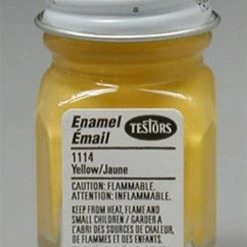 Enamel
Émail
TESTORS
1114
Yellow/Jaune
CAUTION: FLAMMABLE.
ATTENTION: INFLAMMABLE.
KEEP FROM HEAT, FLAME AND
SMALL CHILDREN / GARDER A
L'ABRI DES SOURCES DE CHALEUR,
DE FLAMMES ET DES ENFANTS.